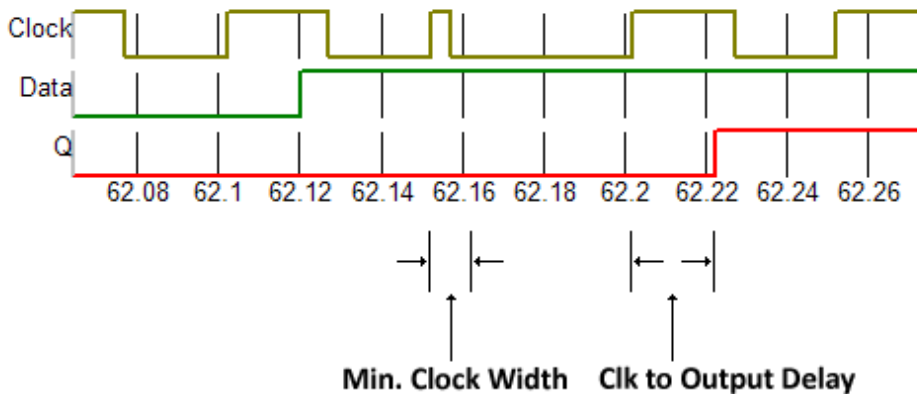 Clock
Data
Q
62.08 62.1 62.12 62.14 62.16 62.18 62.2 62.22 62.24 62.26
Min. Clock Width Clk to Output Delay